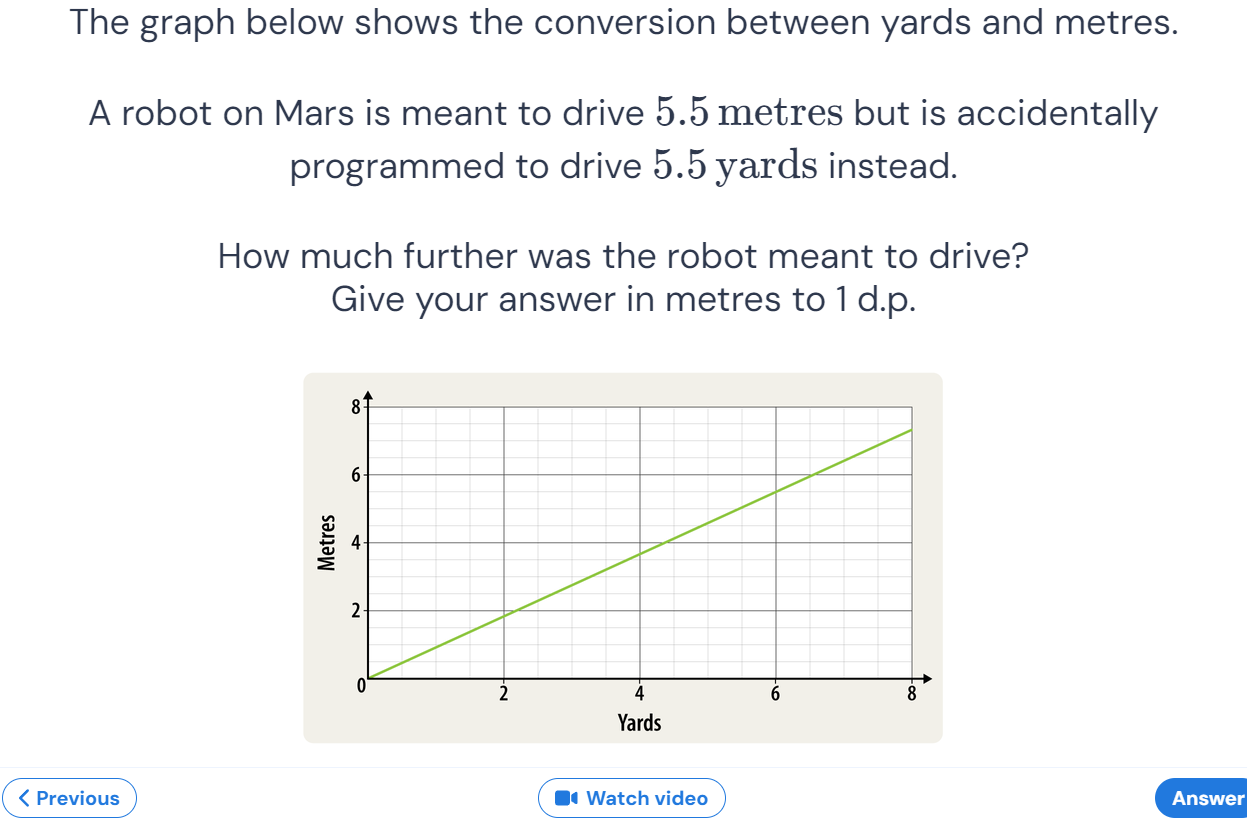 The graph below shows the conversion between yards and metres.
A robot on Mars is meant to drive 5.5 metres but is accidentally
programmed to drive 5.5 yards instead.
How much further was the robot meant to drive?
Give your answer in metres to 1 d.p.
8
6
Metres
4
2
0
2
4
6
8
Yards
Previous
Watch video
Answer